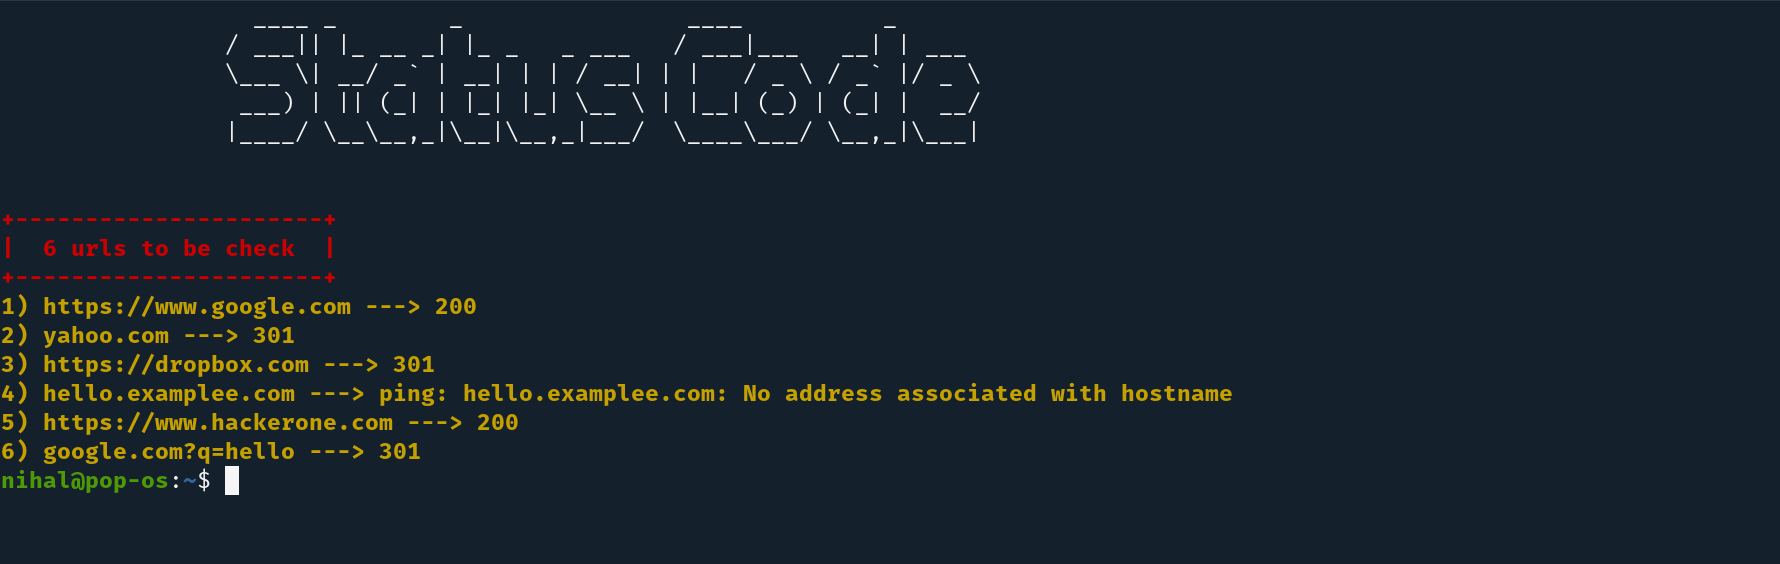 Status Code
+----------------------+
|  6 urls to be check  |
+----------------------+
1) https://www.google.com ---> 200
2) yahoo.com ---> 301
3) https://dropbox.com ---> 301
4) hello.examplee.com ---> ping: hello.examplee.com: No address associated with hostname
5) https://www.hackerone.com ---> 200
6) google.com?q=hello ---> 301
nihal@pop-os:~$